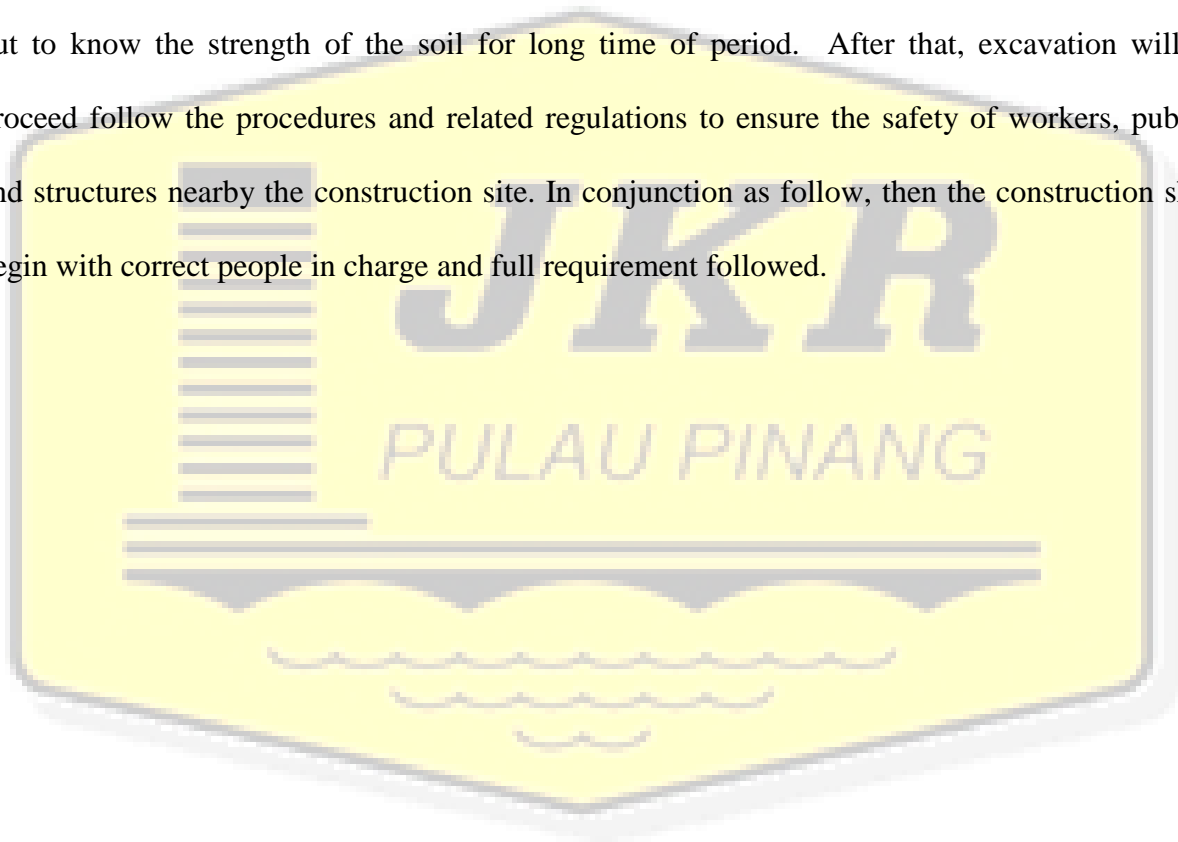 ut to know the strength of the soil for long time of period. After that, excavation will
roceed follow the procedures and related regulations to ensure the safety of workers, pub
nd structures nearby the construction site. In conjunction as follow, then the construction s
egin with correct people in charge and full requirement followed.
JKR
PULAU PINANG